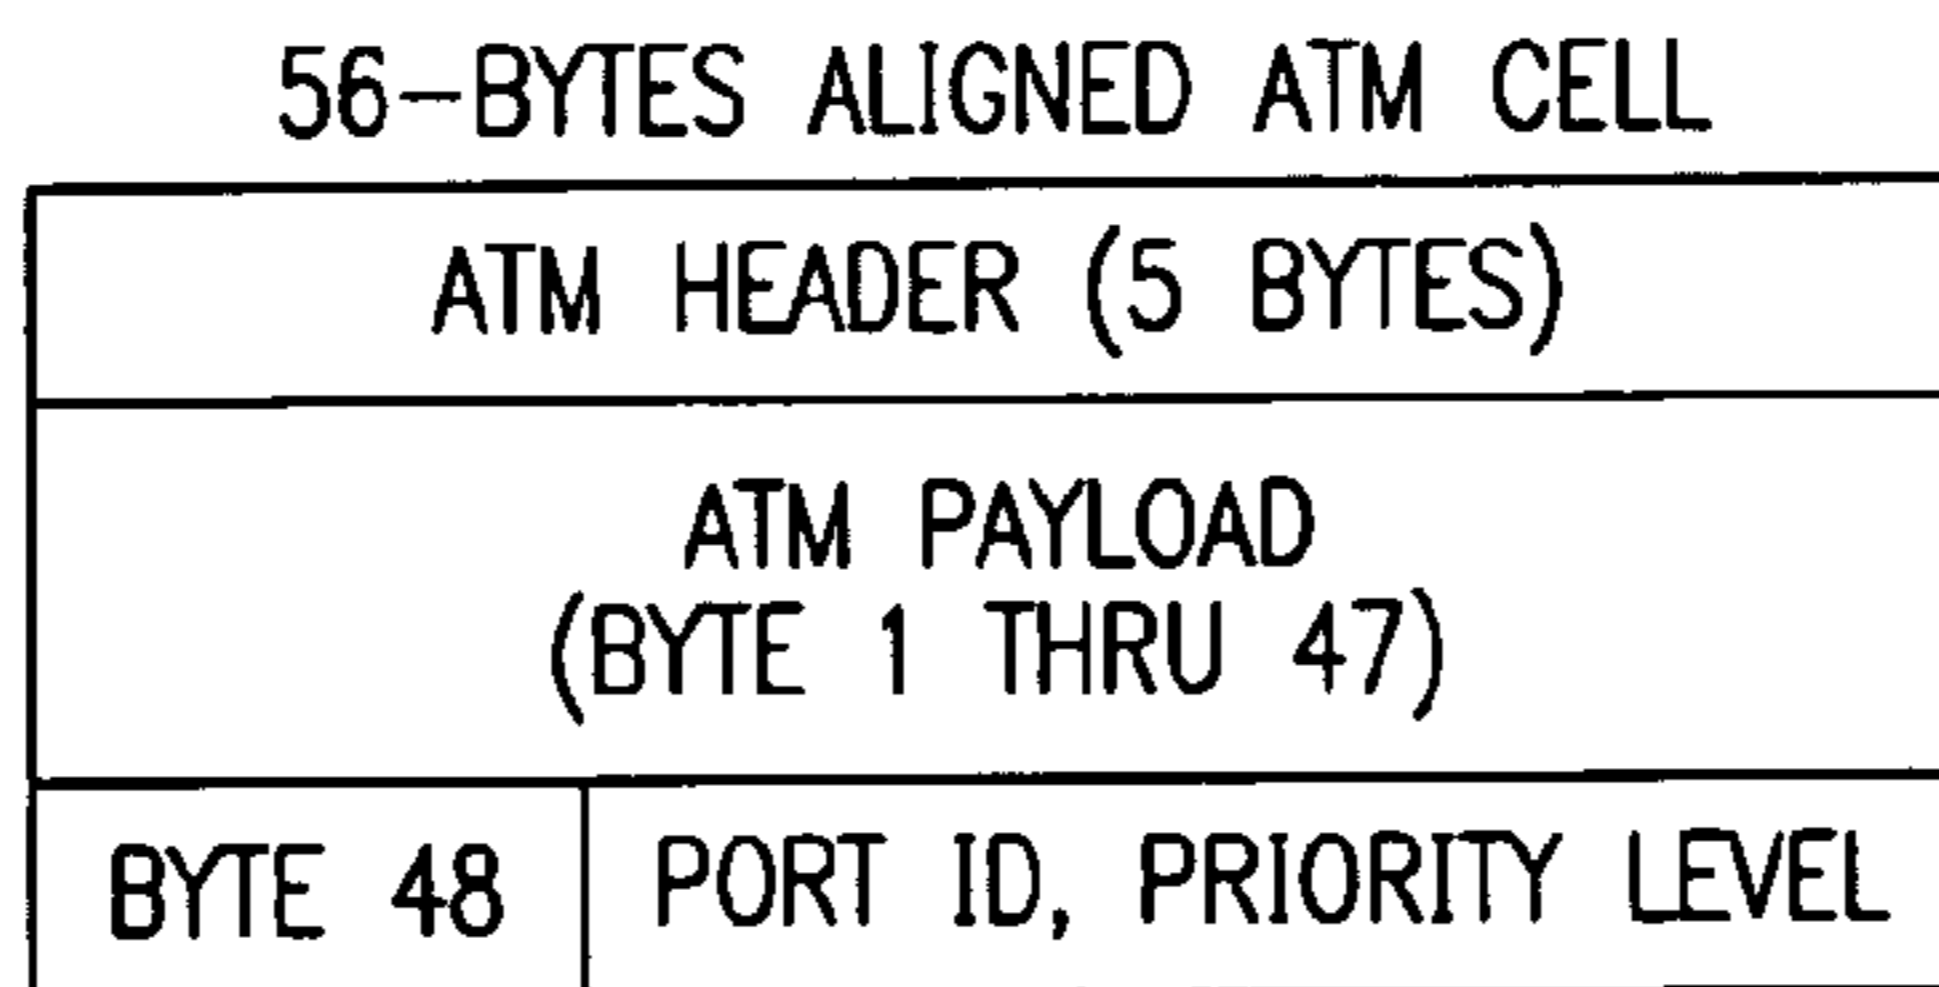 56-BYTES ALIGNED ATM CELL
ATM HEADER (5 BYTES)
ATM PAYLOAD
(BYTE 1 THRU 47)
BYTE 48 PORT ID, PRIORITY LEVEL